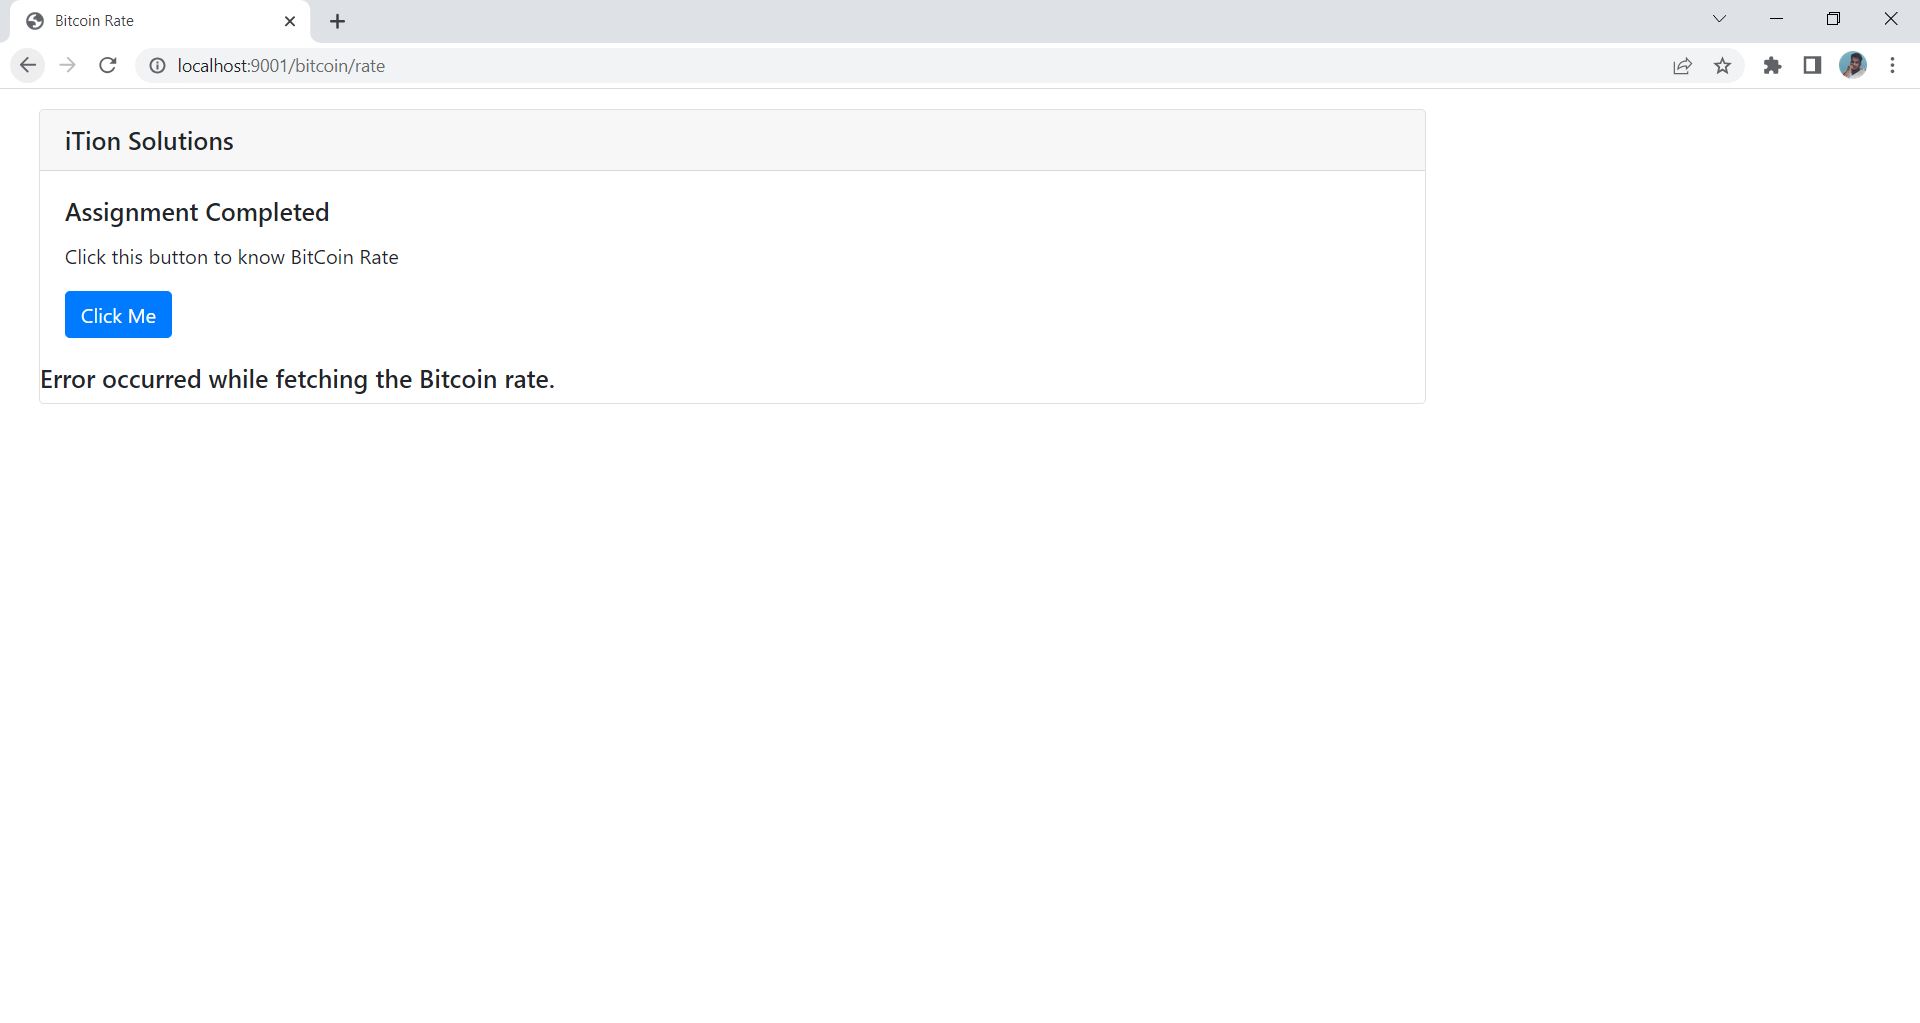 Bitcoin Rate
localhost:9001/bitcoin/rate
iTion Solutions
Assignment Completed
Click this button to know BitCoin Rate
Click Me
Error occurred while fetching the Bitcoin rate.